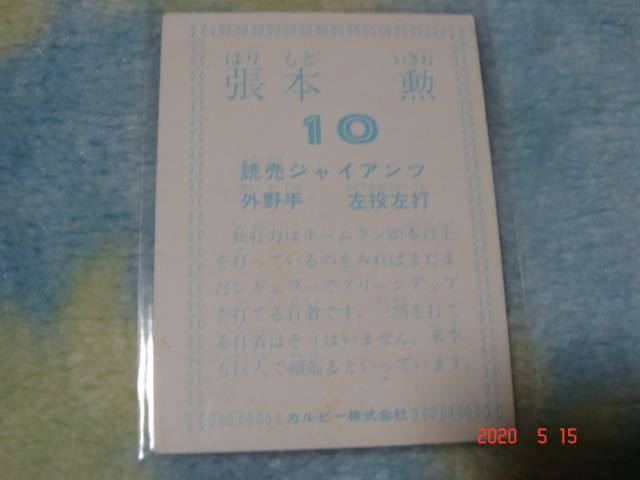 はり もと いさお
張本 勲
10
読売ジャイアンツ
外野手 左投左打
長打力はホームラン20本以上
を打っているのをみればまだま
だレギュラーでクリーンアップ
を打てる打者です。三割を打て
る打者はそうはいません。来季
も巨人で頑張るといっています。
カルビー株式会社
2020 5 15